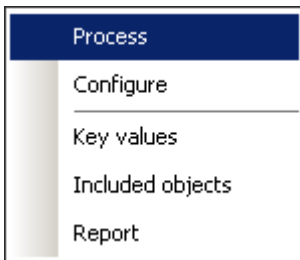 Process
Configure
Key values
Included objects
Report